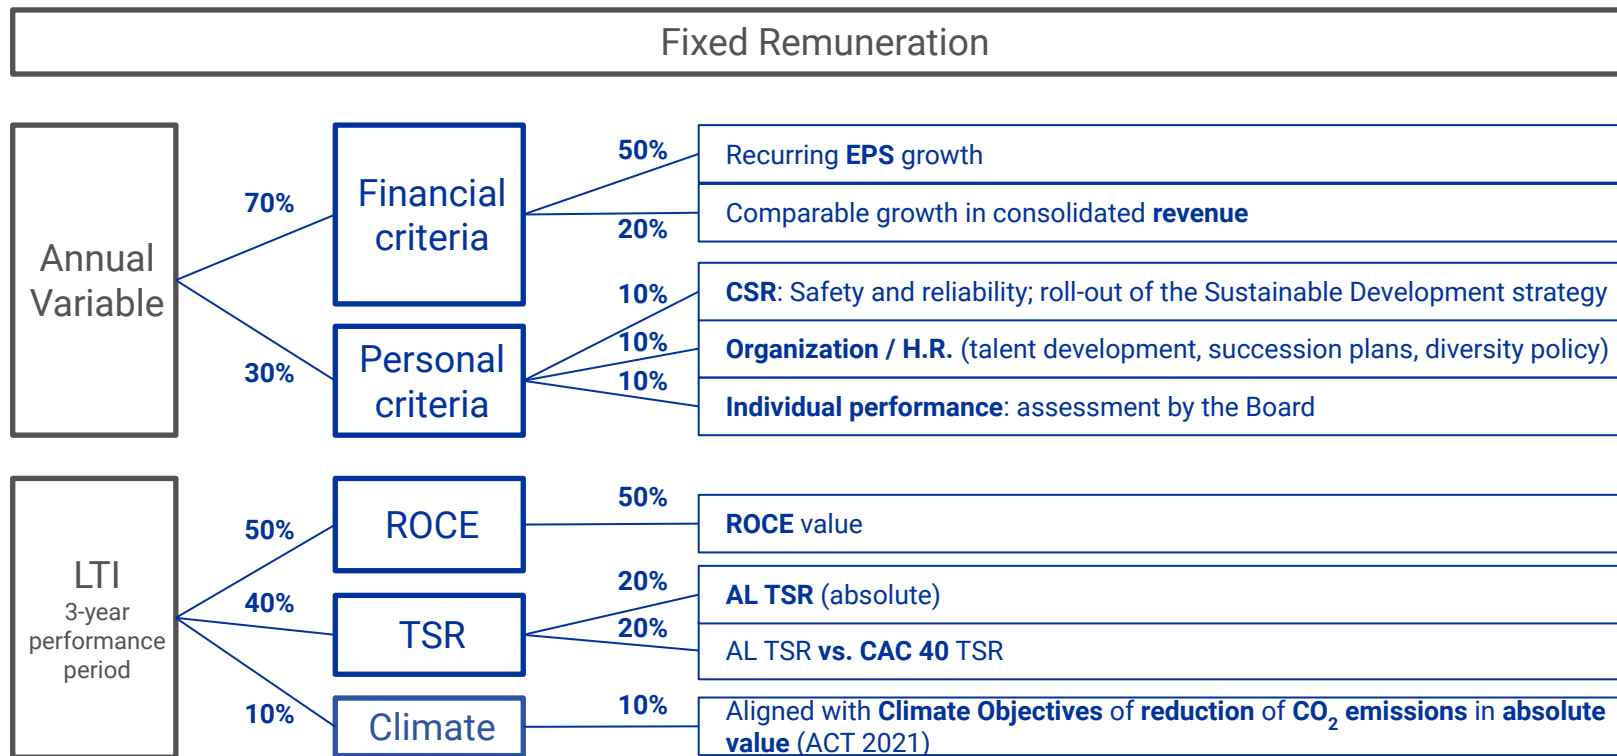 Fixed Remuneration
Annual
Variable
70%
30%
Financial
criteria
50%
Recurring EPS growth
20%
Comparable growth in consolidated revenue
Personal
criteria
10%
CSR: Safety and reliability; roll-out of the Sustainable Development strategy
10%
Organization / H.R. (talent development, succession plans, diversity policy)
10%
Individual performance: assessment by the Board
LTI
3-year
performance
period
50%
40%
10%
ROCE
50%
ROCE value
TSR
20%
AL TSR (absolute)
20%
AL TSR vs. CAC 40 TSR
Climate
10%
Aligned with Climate Objectives of reduction of CO₂ emissions in absolute
value (ACT 2021)